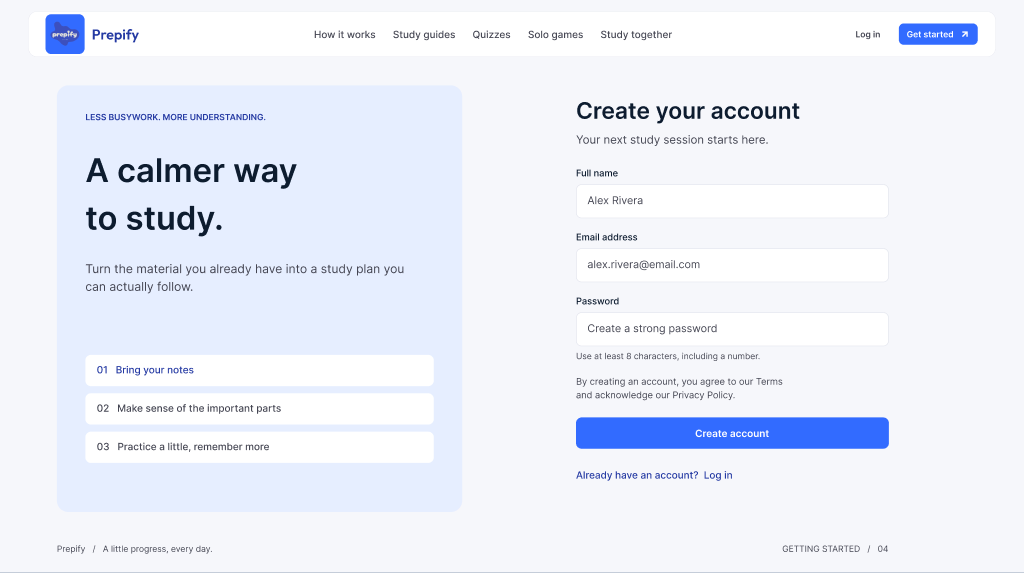 prepify
Prepify
How it works
Study guides
Quizzes
Solo games
Study together
Log in
Get started
LESS BUSYWORK. MORE UNDERSTANDING.
A calmer way
to study.
Turn the material you already have into a study plan you
can actually follow.
01 Bring your notes
02 Make sense of the important parts
03 Practice a little, remember more
Create your account
Your next study session starts here.
Full name
Alex Rivera
Email address
alex.rivera@email.com
Password
Create a strong password
Use at least 8 characters, including a number.
By creating an account, you agree to our Terms
and acknowledge our Privacy Policy.
Create account
Already have an account? Log in
Prepify / A little progress, every day.
GETTING STARTED / 04